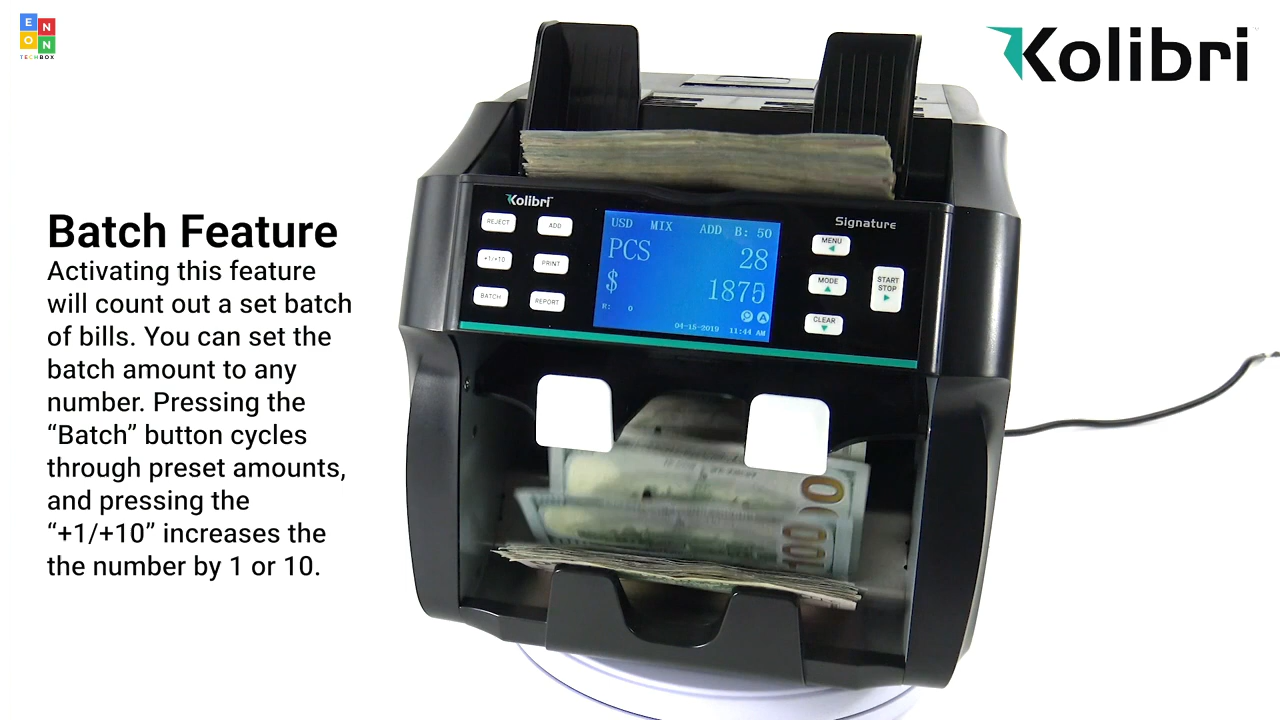 E N
O N
TECHBOX
Kolibri
Batch Feature
Activating this feature
will count out a set batch
of bills. You can set the
batch amount to any
number. Pressing the
“Batch” button cycles
through preset amounts,
and pressing the
“+1/+10” increases the
the number by 1 or 10.
Kolibri
Signature
REJECT
ADD
+1/+10
PRINT
BATCH
REPORT
USD MIX ADD B: 50
PCS 28
$ 1875
R: 0
04-15-2019 11:44 AM
MENU
MODE
CLEAR
START
STOP
100